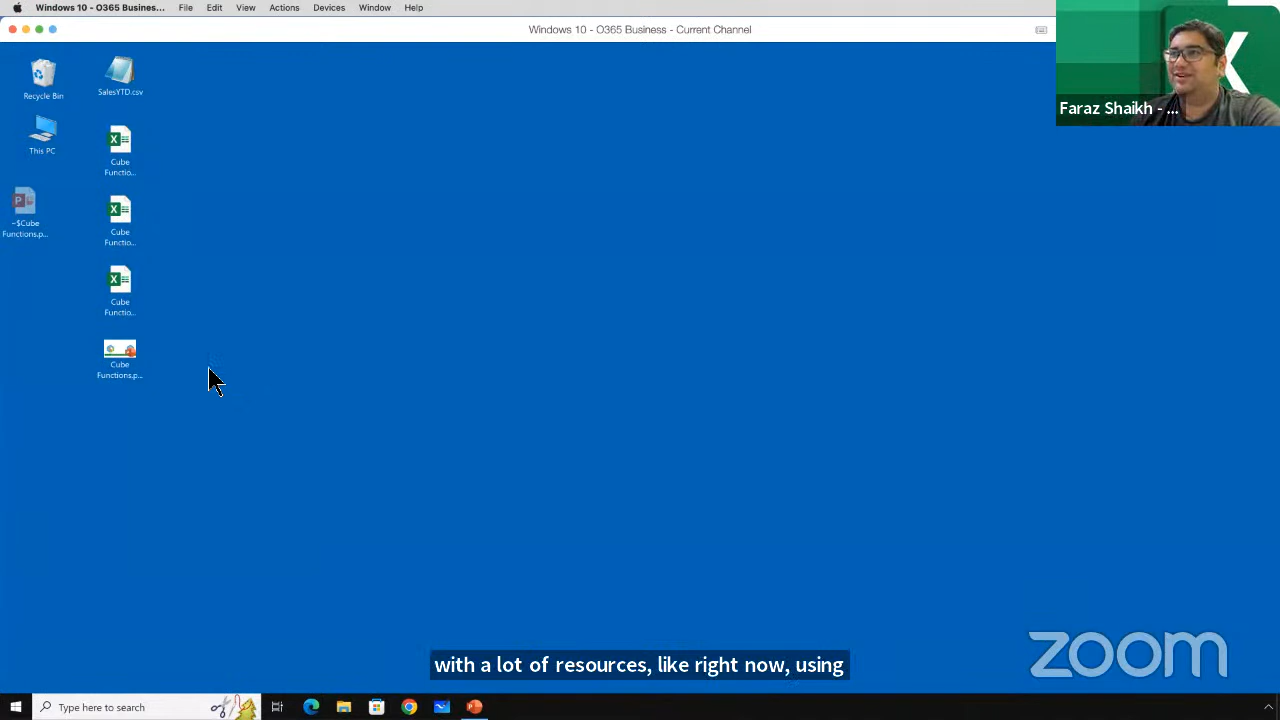 Windows 10 - O365 Busines... File Edit View Actions Devices Window Help
Windows 10 - O365 Business - Current Channel
Faraz Shaikh - ...
Recycle Bin
SalesYTD.csv
This PC
Cube
Functio...
~$Cube
Functions.p...
Cube
Functio...
Cube
Functio...
Cube
Functions.p...
with a lot of resources, like right now, using
zoom
Type here to search